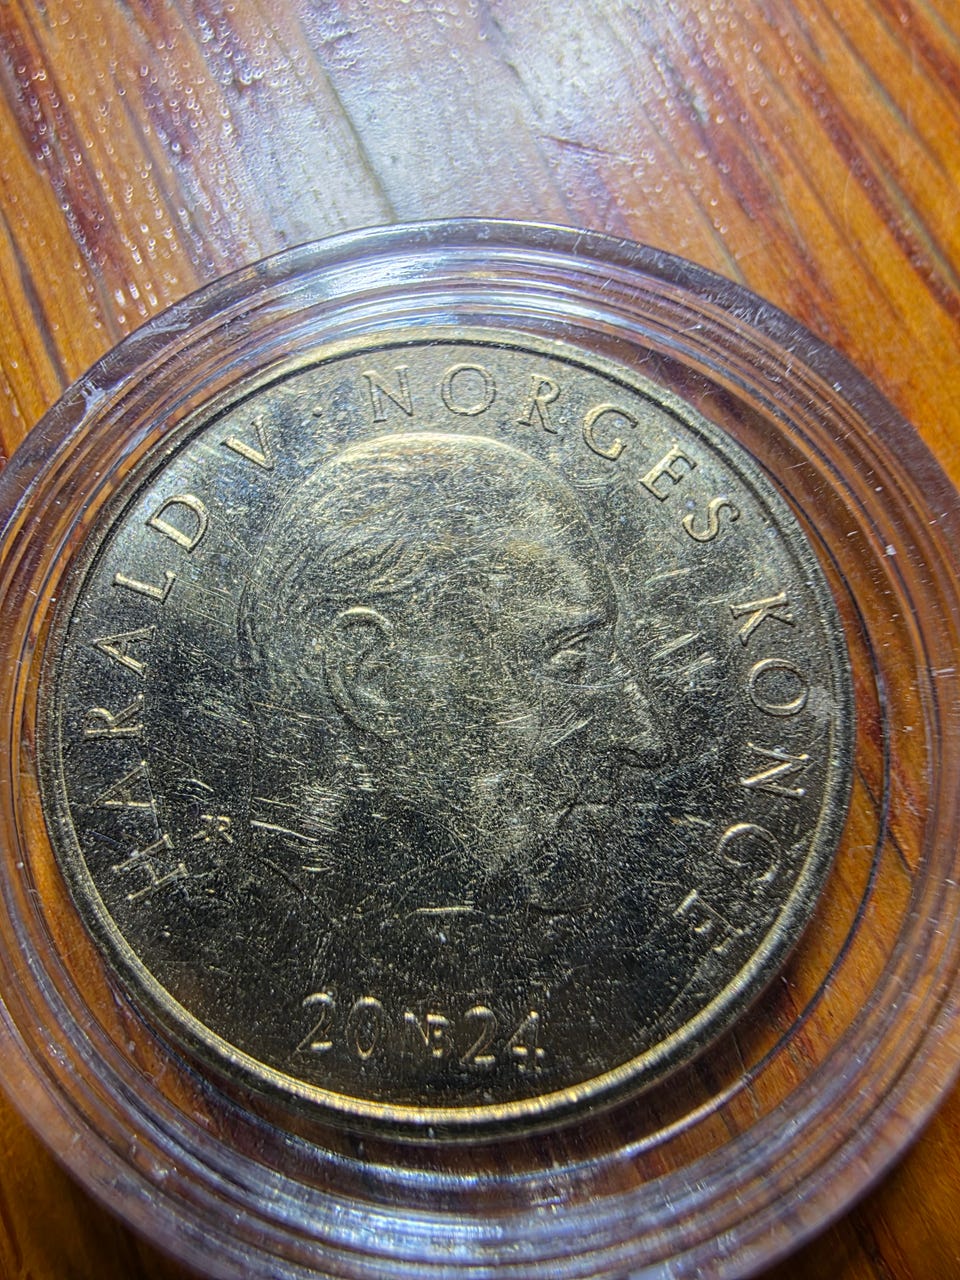 HARALD V · NORGES KONGE
20 24